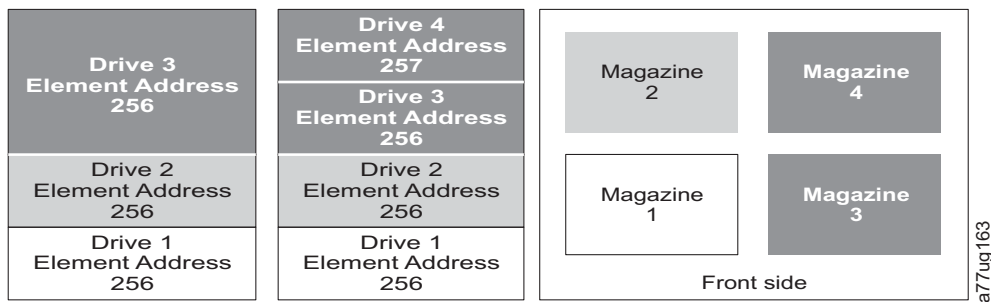 Drive 3
Element Address
256
Drive 2
Element Address
256
Drive 1
Element Address
256
Drive 4
Element Address
257
Drive 3
Element Address
256
Drive 2
Element Address
256
Drive 1
Element Address
256
Magazine
2
Magazine
4
Magazine
1
Magazine
3
Front side
a77ug163